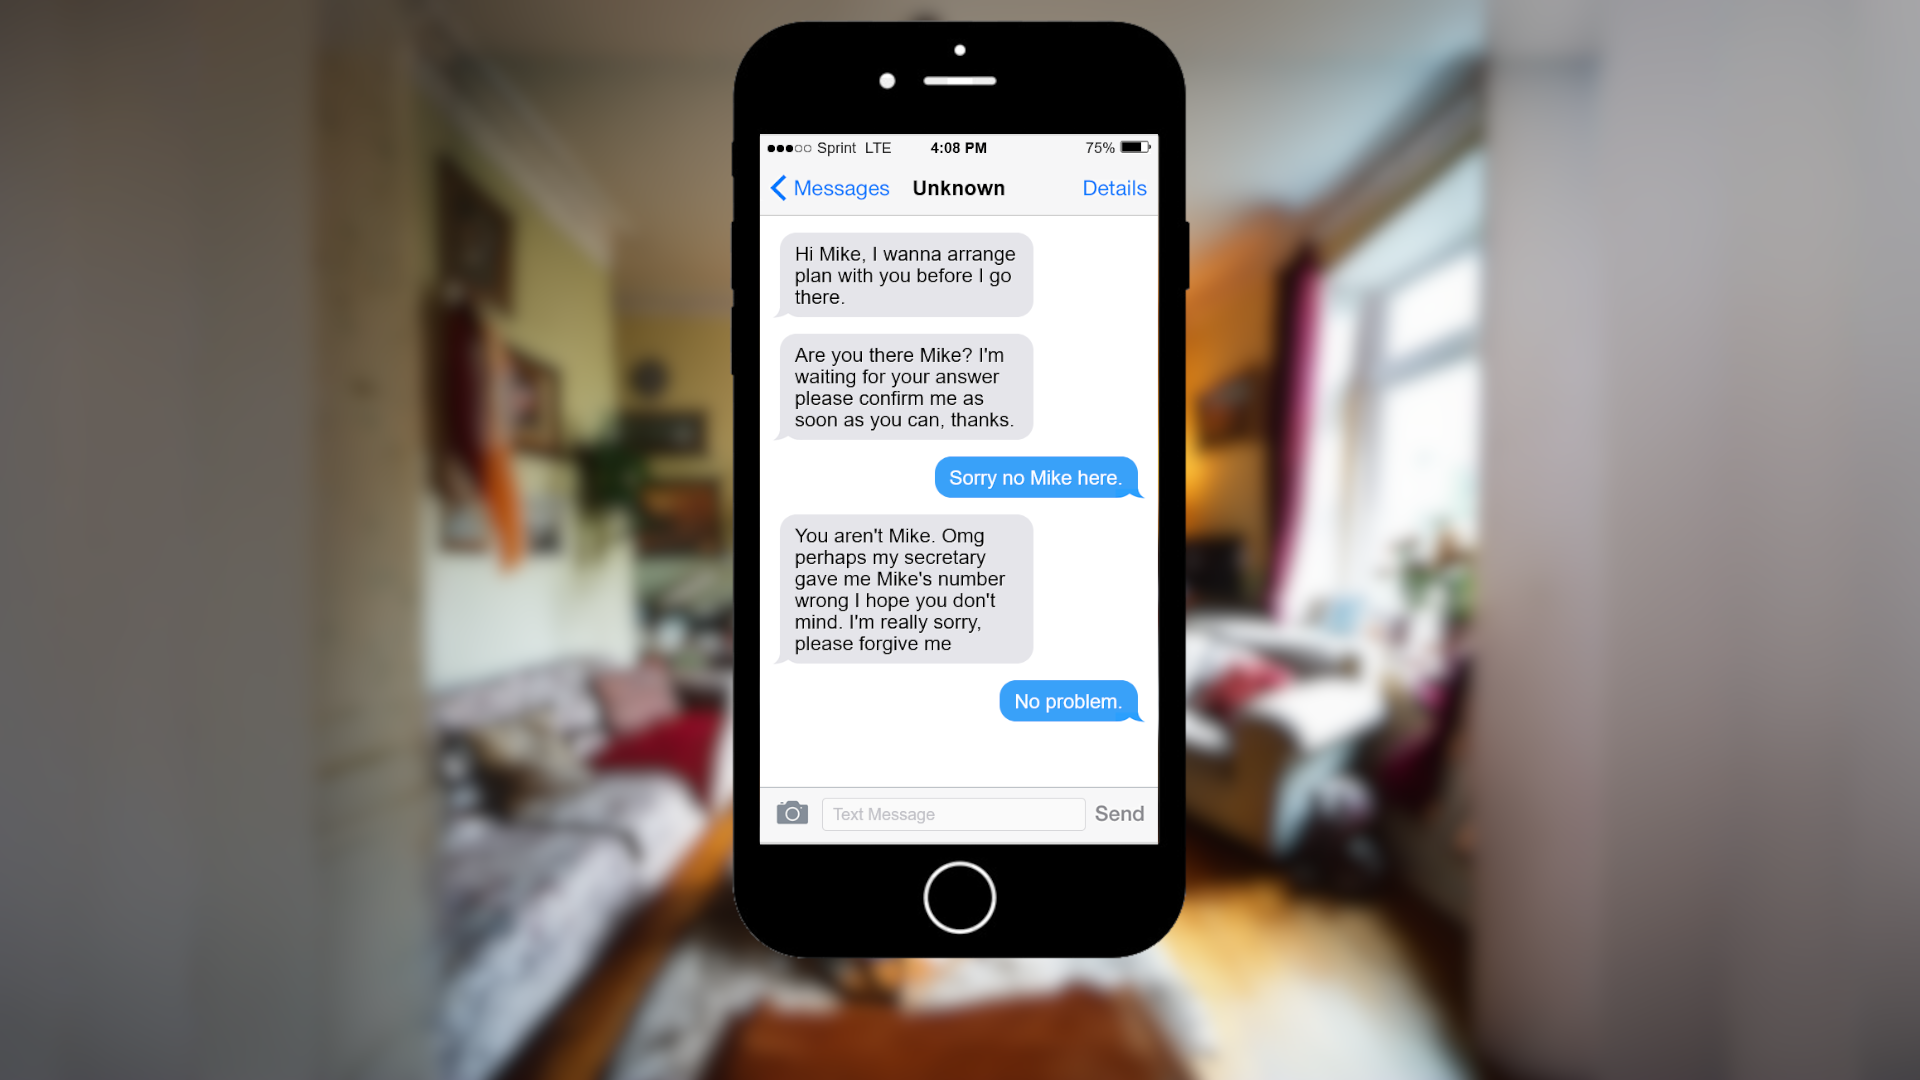 Sprint LTE 4:08 PM 75%
Messages Unknown Details
Hi Mike, I wanna arrange
plan with you before I go
there.
Are you there Mike? I'm
waiting for your answer
please confirm me as
soon as you can, thanks.
Sorry no Mike here.
You aren't Mike. Omg
perhaps my secretary
gave me Mike's number
wrong I hope you don't
mind. I'm really sorry,
please forgive me
No problem.
Text Message Send